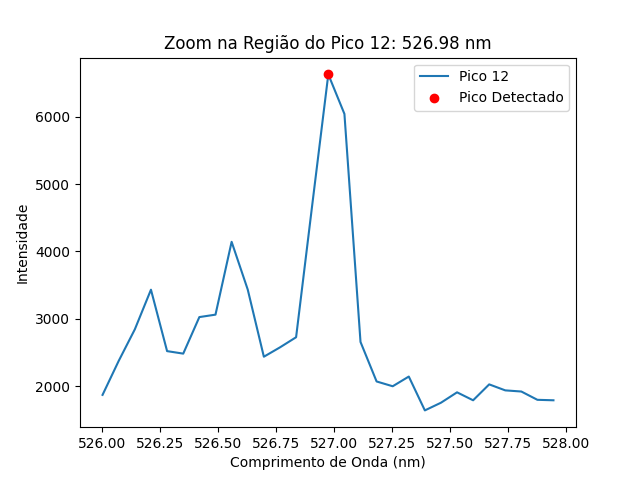 Zoom na Região do Pico 12: 526.98 nm
Pico 12
Pico Detectado
Intensidade
6000
5000
4000
3000
2000
526.00 526.25 526.50 526.75 527.00 527.25 527.50 527.75 528.00
Comprimento de Onda (nm)